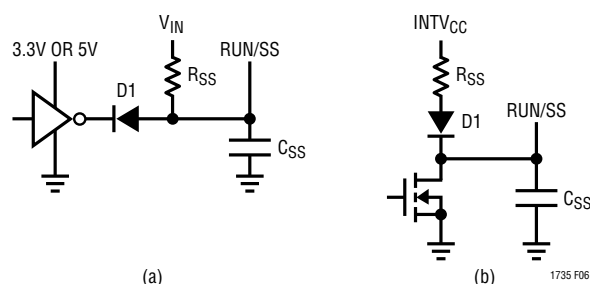 V_IN
3.3V OR 5V
RUN/SS
D1
R_SS
C_SS
(a)
INTV_CC
R_SS
D1
RUN/SS
C_SS
(b)
1735 F06